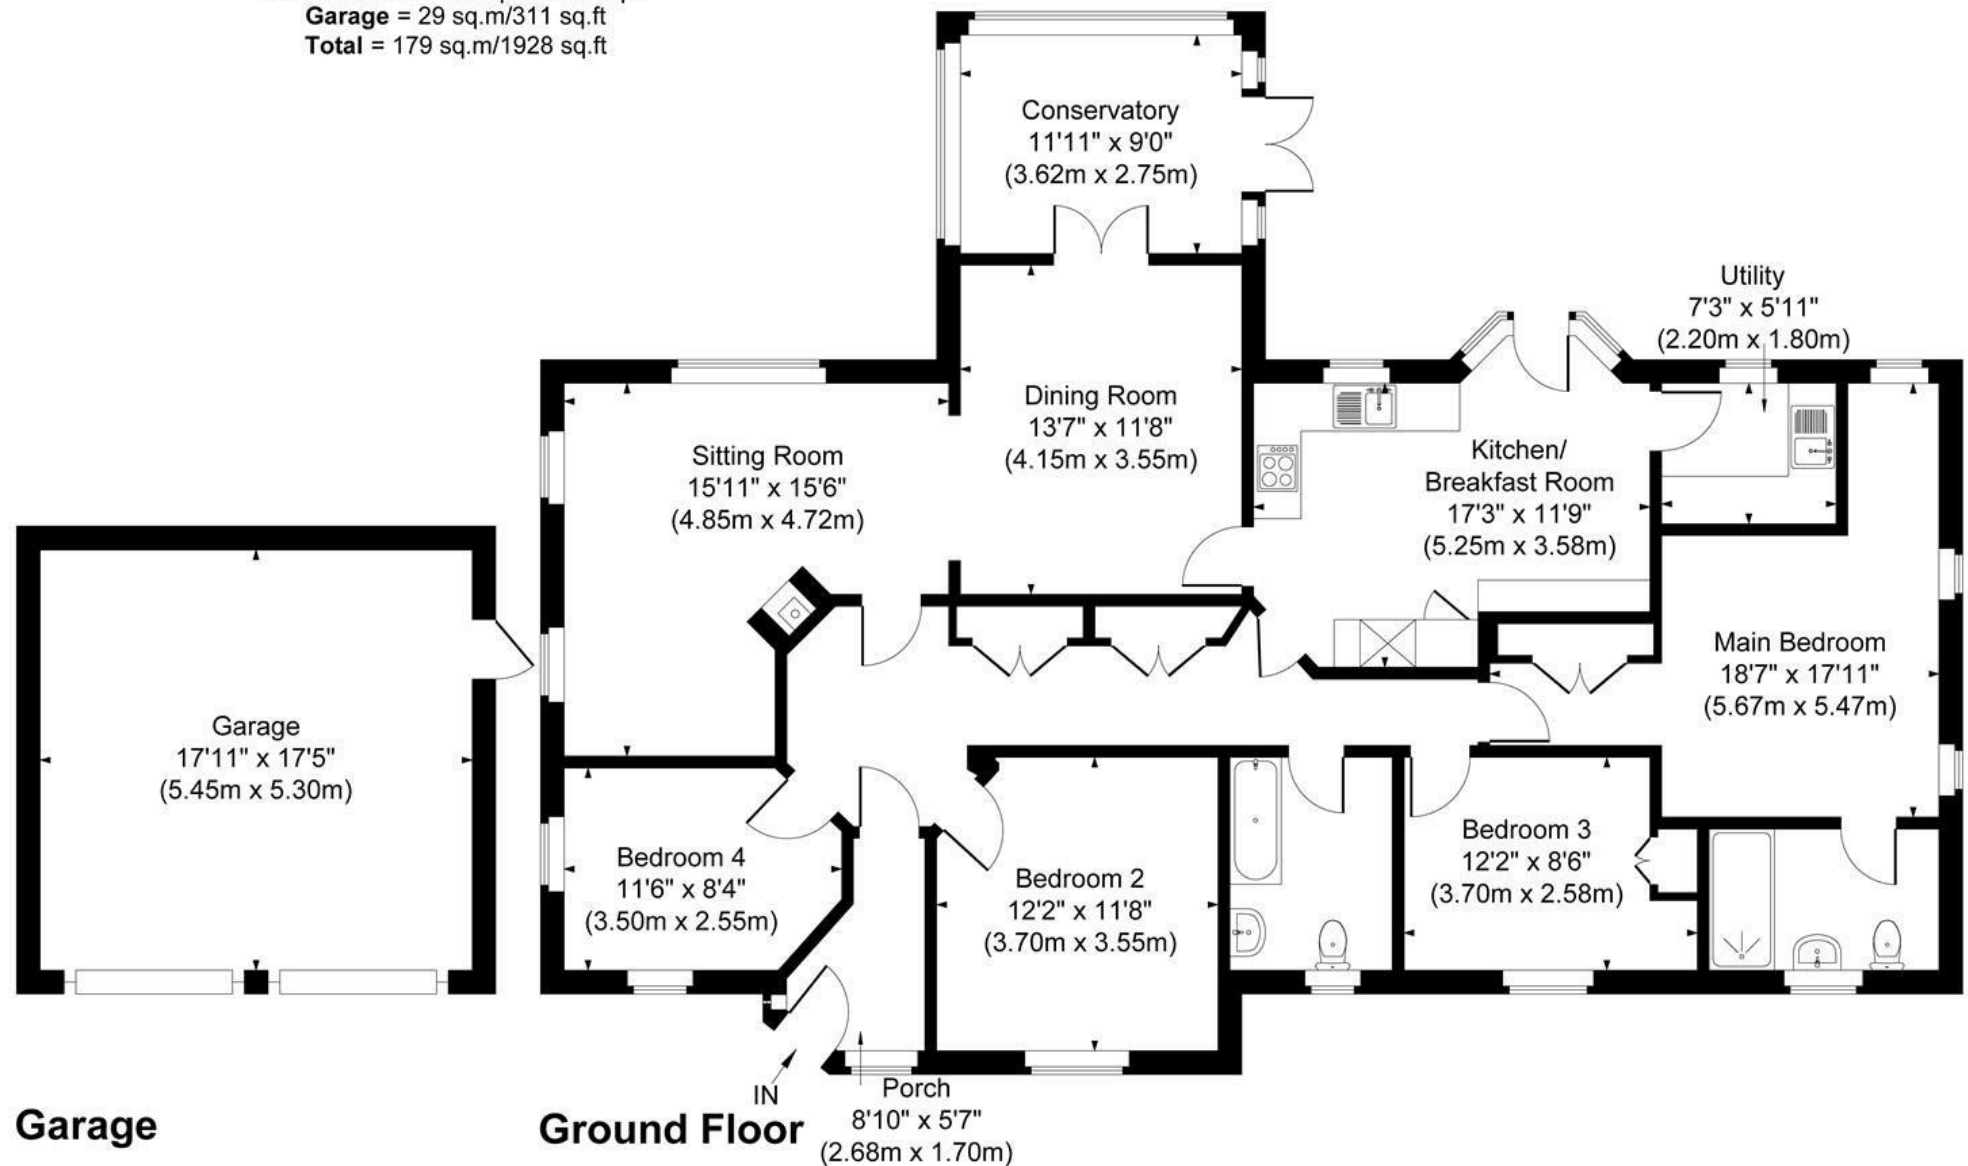 Garage = 29 sq.m/311 sq.ft
Total = 179 sq.m/1928 sq.ft
Conservatory
11'11" x 9'0"
(3.62m x 2.75m)
Utility
7'3" x 5'11"
(2.20m x 1.80m)
Dining Room
13'7" x 11'8"
(4.15m x 3.55m)
Sitting Room
15'11" x 15'6"
(4.85m x 4.72m)
Kitchen/
Breakfast Room
17'3" x 11'9"
(5.25m x 3.58m)
Main Bedroom
18'7" x 17'11"
(5.67m x 5.47m)
Garage
17'11" x 17'5"
(5.45m x 5.30m)
Bedroom 4
11'6" x 8'4"
(3.50m x 2.55m)
Bedroom 2
12'2" x 11'8"
(3.70m x 3.55m)
Bedroom 3
12'2" x 8'6"
(3.70m x 2.58m)
IN
Porch
8'10" x 5'7"
(2.68m x 1.70m)
Garage
Ground Floor